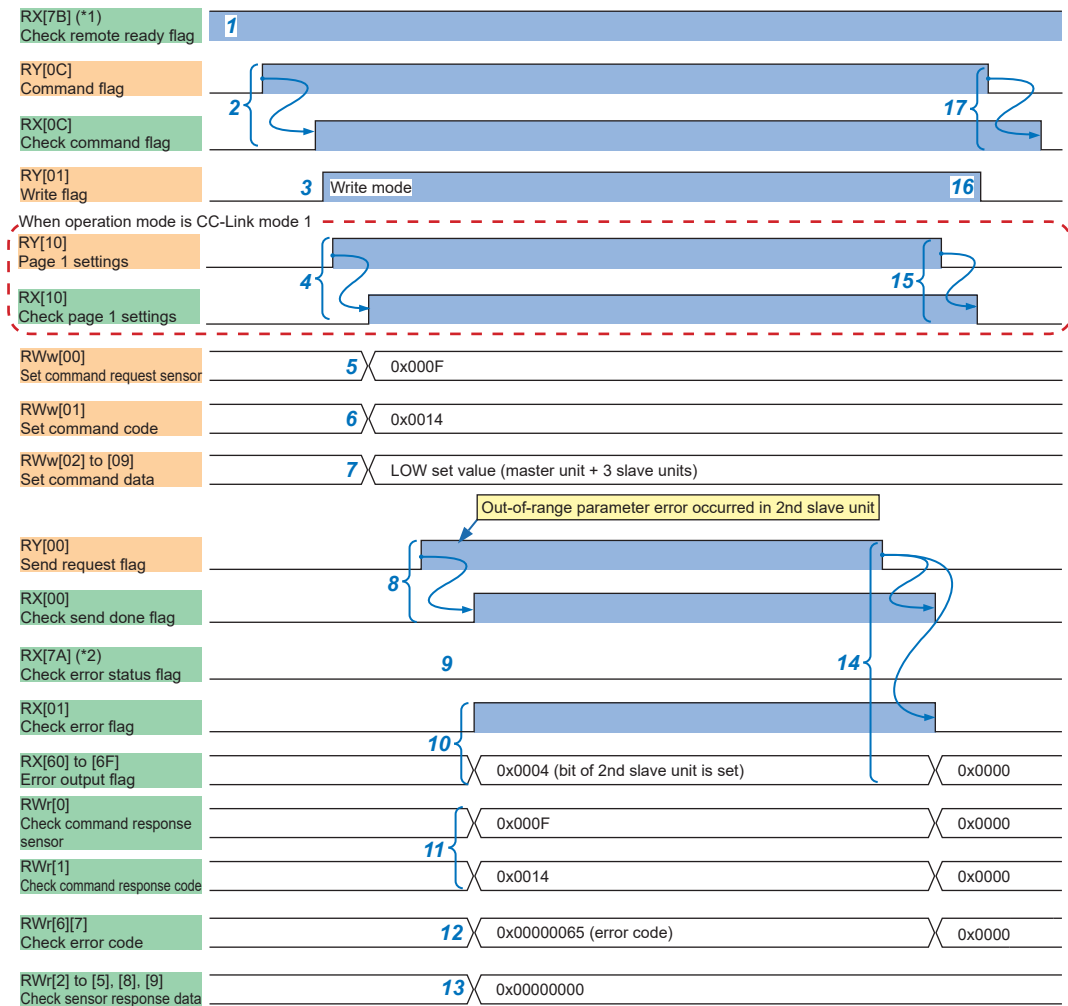 RX[7B] (*1)
Check remote ready flag
1
RY[0C]
Command flag
2
17
RX[0C]
Check command flag
RY[01]
Write flag
3
Write mode
16
When operation mode is CC-Link mode 1
RY[10]
Page 1 settings
4
15
RX[10]
Check page 1 settings
RWw[00]
Set command request sensor
5
0x000F
RWw[01]
Set command code
6
0x0014
RWw[02] to [09]
Set command data
7
LOW set value (master unit + 3 slave units)
Out-of-range parameter error occurred in 2nd slave unit
RY[00]
Send request flag
8
RX[00]
Check send done flag
RX[7A] (*2)
Check error status flag
9
14
RX[01]
Check error flag
10
RX[60] to [6F]
Error output flag
0x0004 (bit of 2nd slave unit is set)
0x0000
RWr[0]
Check command response
sensor
0x000F
0x0000
11
RWr[1]
Check command response code
0x0014
0x0000
RWr[6][7]
Check error code
12
0x00000065 (error code)
0x0000
RWr[2] to [5], [8], [9]
Check sensor response data
13
0x00000000